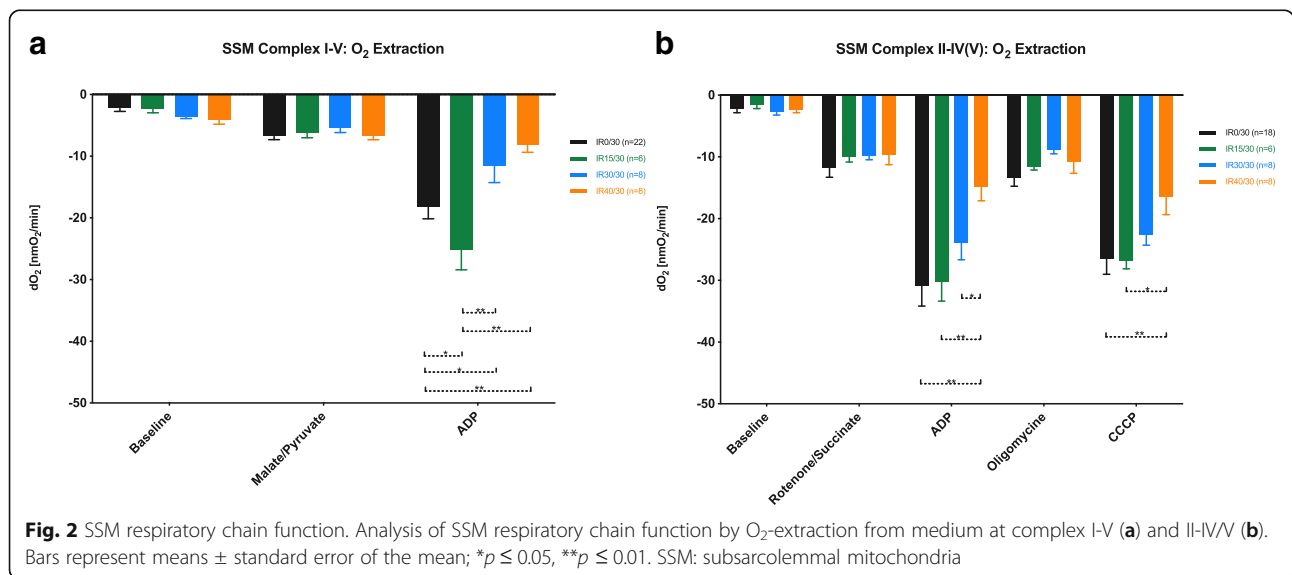 a
SSM Complex I-V: O₂ Extraction
0
-10
-20
-30
-40
-50
dO₂ [nmO₂/min]
Baseline
Malate/Pyruvate
ADP
IR0/30 (n=22)
IR15/30 (n=6)
IR30/30 (n=8)
IR40/30 (n=8)
**
**
*
*
**
b
SSM Complex II-IV(V): O₂ Extraction
0
-10
-20
-30
-40
-50
dO₂ [nmO₂/min]
Baseline
Rotenone/Succinate
ADP
Oligomycine
CCCP
IR0/30 (n=18)
IR15/30 (n=6)
IR30/30 (n=8)
IR40/30 (n=8)
*
**
**
*
**
Fig. 2 SSM respiratory chain function. Analysis of SSM respiratory chain function by O₂-extraction from medium at complex I-V (a) and II-IV/V (b).
Bars represent means ± standard error of the mean; *p ≤ 0.05, **p ≤ 0.01. SSM: subsarcolemmal mitochondria